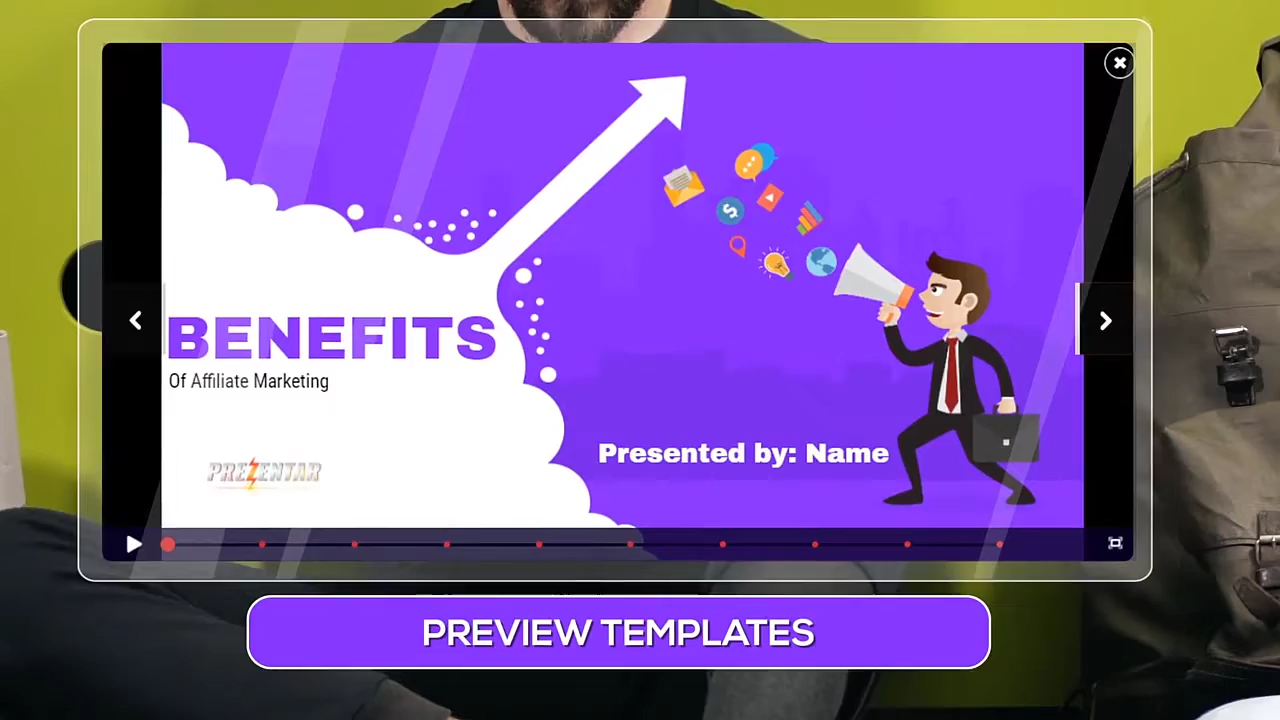 BENEFITS
Of Affiliate Marketing
PREZENTAR
Presented by: Name
PREVIEW TEMPLATES